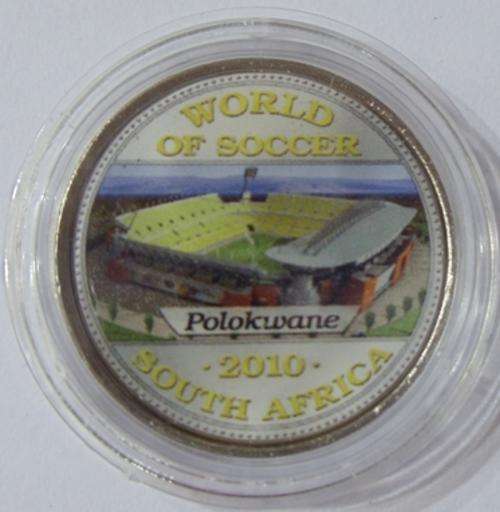 WORLD
OF SOCCER
Polokwane
· 2010 ·
SOUTH AFRICA